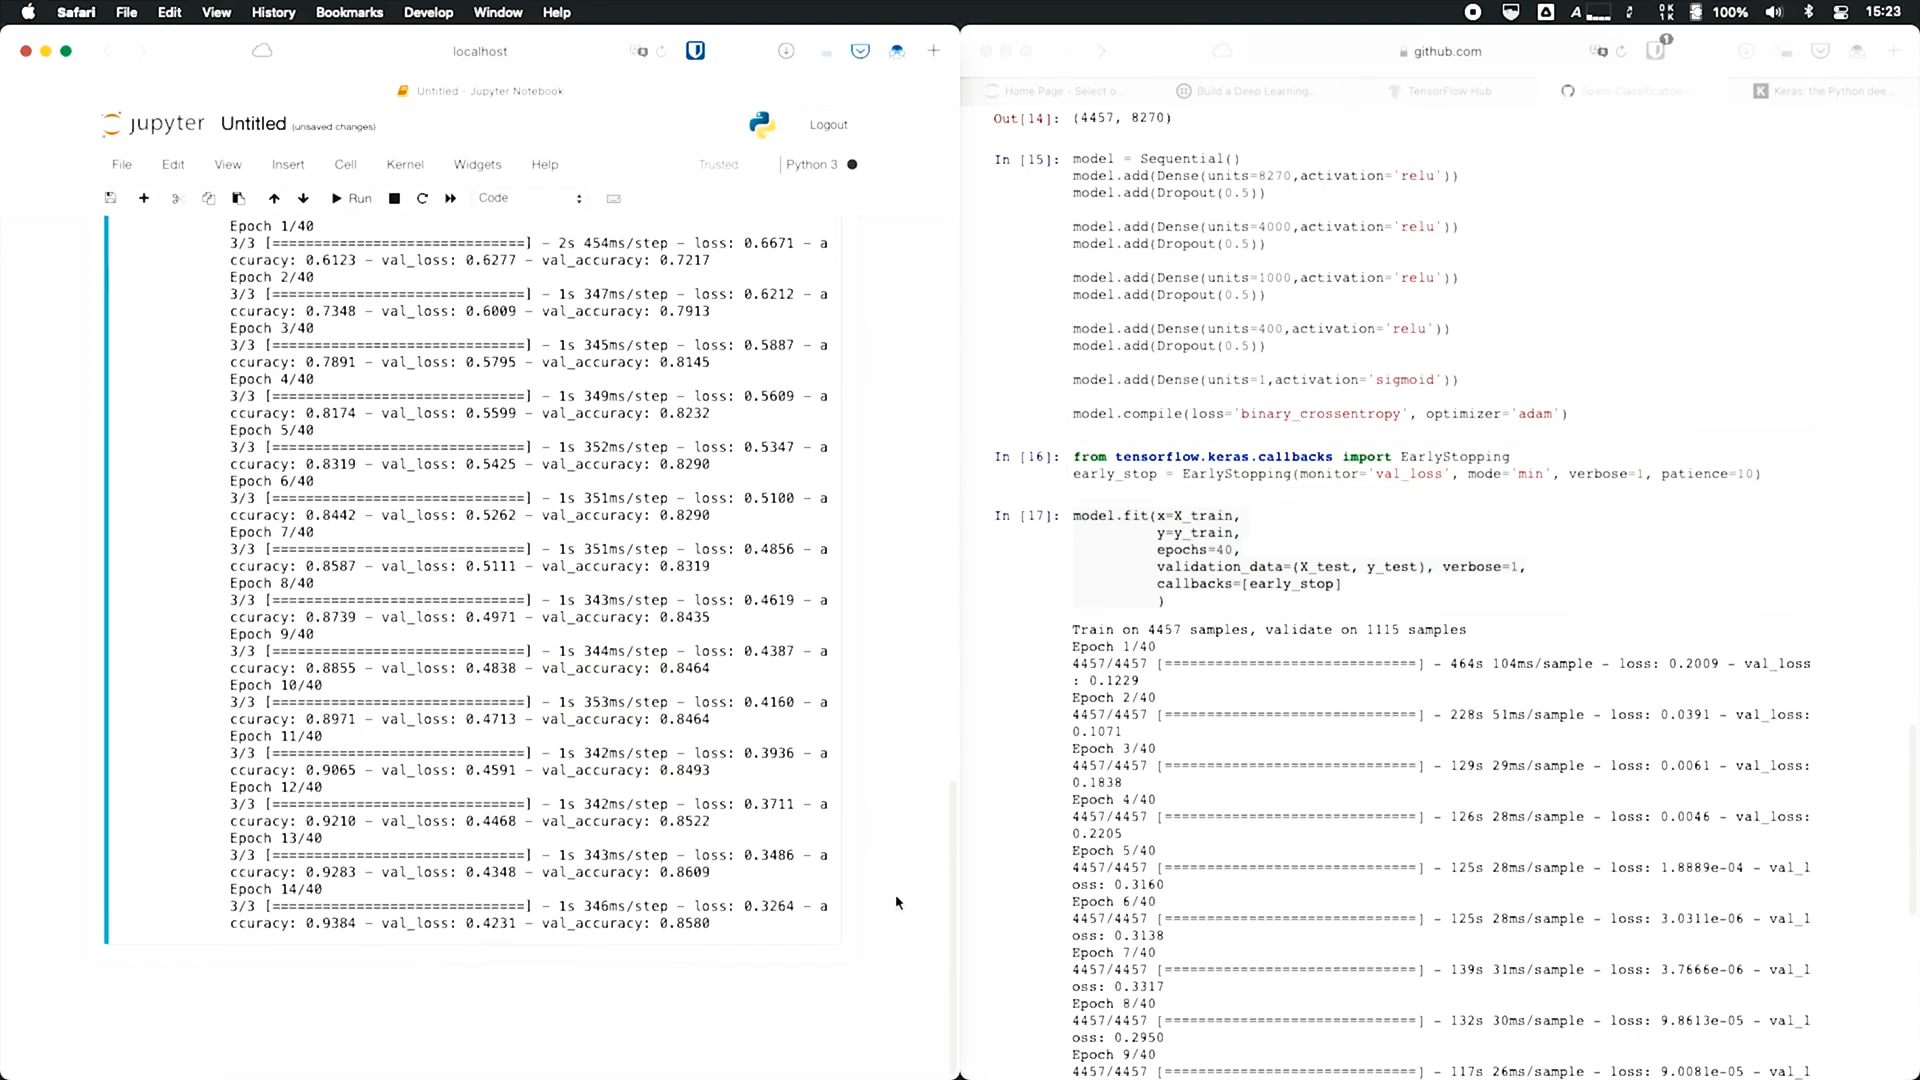 Safari File Edit View History Bookmarks Develop Window Help
A 0 K 1 K 100% 15:23
localhost
Untitled - Jupyter Notebook
jupyter Untitled (unsaved changes)
Logout
File Edit View Insert Cell Kernel Widgets Help
Trusted Python 3
Run Code
Epoch 1/40
3/3 [==============================] - 2s 454ms/step - loss: 0.6671 - a
ccuracy: 0.6123 - val_loss: 0.6277 - val_accuracy: 0.7217
Epoch 2/40
3/3 [==============================] - 1s 347ms/step - loss: 0.6212 - a
ccuracy: 0.7348 - val_loss: 0.6009 - val_accuracy: 0.7913
Epoch 3/40
3/3 [==============================] - 1s 345ms/step - loss: 0.5887 - a
ccuracy: 0.7891 - val_loss: 0.5795 - val_accuracy: 0.8145
Epoch 4/40
3/3 [==============================] - 1s 349ms/step - loss: 0.5609 - a
ccuracy: 0.8174 - val_loss: 0.5599 - val_accuracy: 0.8232
Epoch 5/40
3/3 [==============================] - 1s 352ms/step - loss: 0.5347 - a
ccuracy: 0.8319 - val_loss: 0.5425 - val_accuracy: 0.8290
Epoch 6/40
3/3 [==============================] - 1s 351ms/step - loss: 0.5100 - a
ccuracy: 0.8442 - val_loss: 0.5262 - val_accuracy: 0.8290
Epoch 7/40
3/3 [==============================] - 1s 351ms/step - loss: 0.4856 - a
ccuracy: 0.8587 - val_loss: 0.5111 - val_accuracy: 0.8319
Epoch 8/40
3/3 [==============================] - 1s 343ms/step - loss: 0.4619 - a
ccuracy: 0.8739 - val_loss: 0.4971 - val_accuracy: 0.8435
Epoch 9/40
3/3 [==============================] - 1s 344ms/step - loss: 0.4387 - a
ccuracy: 0.8855 - val_loss: 0.4838 - val_accuracy: 0.8464
Epoch 10/40
3/3 [==============================] - 1s 353ms/step - loss: 0.4160 - a
ccuracy: 0.8971 - val_loss: 0.4713 - val_accuracy: 0.8464
Epoch 11/40
3/3 [==============================] - 1s 342ms/step - loss: 0.3936 - a
ccuracy: 0.9065 - val_loss: 0.4591 - val_accuracy: 0.8493
Epoch 12/40
3/3 [==============================] - 1s 342ms/step - loss: 0.3711 - a
ccuracy: 0.9210 - val_loss: 0.4468 - val_accuracy: 0.8522
Epoch 13/40
3/3 [==============================] - 1s 343ms/step - loss: 0.3486 - a
ccuracy: 0.9283 - val_loss: 0.4348 - val_accuracy: 0.8609
Epoch 14/40
3/3 [==============================] - 1s 346ms/step - loss: 0.3264 - a
ccuracy: 0.9384 - val_loss: 0.4231 - val_accuracy: 0.8580
github.com
1
Home Page - Select o... Build a Deep Learning... TensorFlow Hub Spam-Classification Keras: the Python dee...
Out[14]: (4457, 8270)
In [15]: model = Sequential()
model.add(Dense(units=8270,activation='relu'))
model.add(Dropout(0.5))
model.add(Dense(units=4000,activation='relu'))
model.add(Dropout(0.5))
model.add(Dense(units=1000,activation='relu'))
model.add(Dropout(0.5))
model.add(Dense(units=400,activation='relu'))
model.add(Dropout(0.5))
model.add(Dense(units=1,activation='sigmoid'))
model.compile(loss='binary_crossentropy', optimizer='adam')
In [16]: from tensorflow.keras.callbacks import EarlyStopping
early_stop = EarlyStopping(monitor='val_loss', mode='min', verbose=1, patience=10)
In [17]: model.fit(x=X_train,
y=y_train,
epochs=40,
validation_data=(X_test, y_test), verbose=1,
callbacks=[early_stop]
)
Train on 4457 samples, validate on 1115 samples
Epoch 1/40
4457/4457 [==============================] - 464s 104ms/sample - loss: 0.2009 - val_loss
: 0.1229
Epoch 2/40
4457/4457 [==============================] - 228s 51ms/sample - loss: 0.0391 - val_loss:
0.1071
Epoch 3/40
4457/4457 [==============================] - 129s 29ms/sample - loss: 0.0061 - val_loss:
0.1838
Epoch 4/40
4457/4457 [==============================] - 126s 28ms/sample - loss: 0.0046 - val_loss:
0.2205
Epoch 5/40
4457/4457 [==============================] - 125s 28ms/sample - loss: 1.8889e-04 - val_l
oss: 0.3160
Epoch 6/40
4457/4457 [==============================] - 125s 28ms/sample - loss: 3.0311e-06 - val_l
oss: 0.3138
Epoch 7/40
4457/4457 [==============================] - 139s 31ms/sample - loss: 3.7666e-06 - val_l
oss: 0.3317
Epoch 8/40
4457/4457 [==============================] - 132s 30ms/sample - loss: 9.8613e-05 - val_l
oss: 0.2950
Epoch 9/40
4457/4457 [==============================] - 117s 26ms/sample - loss: 9.0081e-05 - val_l